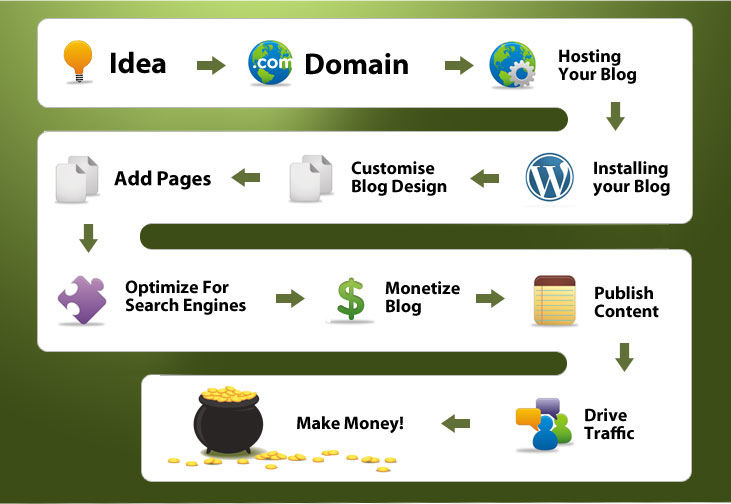 Idea
.com
Domain
Hosting
Your Blog
Installing
your Blog
Customise
Blog Design
Add Pages
Optimize For
Search Engines
Monetize
Blog
Publish
Content
Drive
Traffic
Make Money!